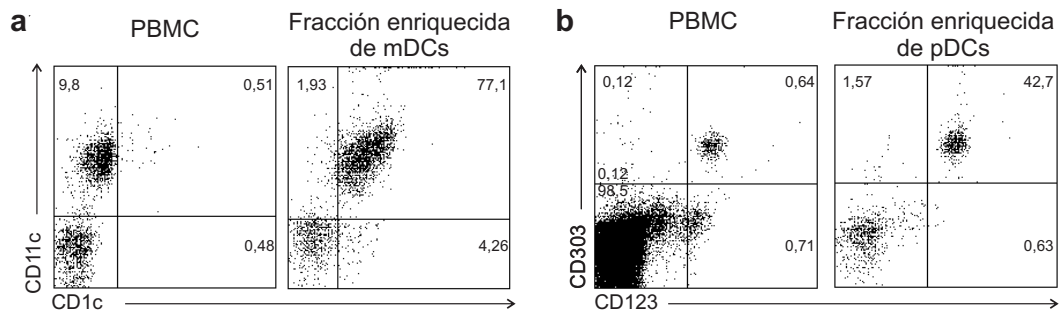 a
PBMC
Fracción enriquecida
de mDCs
9,8
0,51
0,48
1,93
77,1
4,26
CD11c
CD1c
b
PBMC
Fracción enriquecida
de pDCs
0,12
0,64
0,12
98,5
0,71
1,57
42,7
0,63
CD303
CD123